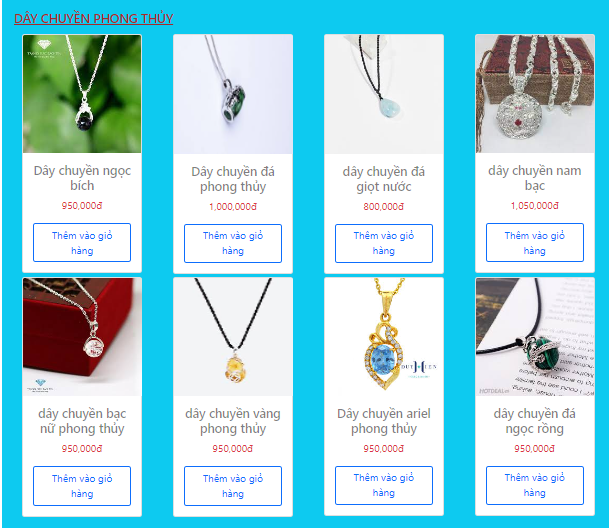 DÂY CHUYỀN PHONG THỦY
Dây chuyền ngọc
bích
950,000đ
Thêm vào giỏ
hàng
Dây chuyền đá
phong thủy
1,000,000đ
Thêm vào giỏ
hàng
dây chuyền đá
giọt nước
800,000đ
Thêm vào giỏ
hàng
dây chuyền nam
bạc
1,050,000đ
Thêm vào giỏ
hàng
dây chuyền bạc
nữ phong thủy
950,000đ
Thêm vào giỏ
hàng
dây chuyền vàng
phong thủy
950,000đ
Thêm vào giỏ
hàng
Dây chuyền ariel
phong thủy
950,000đ
Thêm vào giỏ
hàng
dây chuyền đá
ngọc rồng
950,000đ
Thêm vào giỏ
hàng